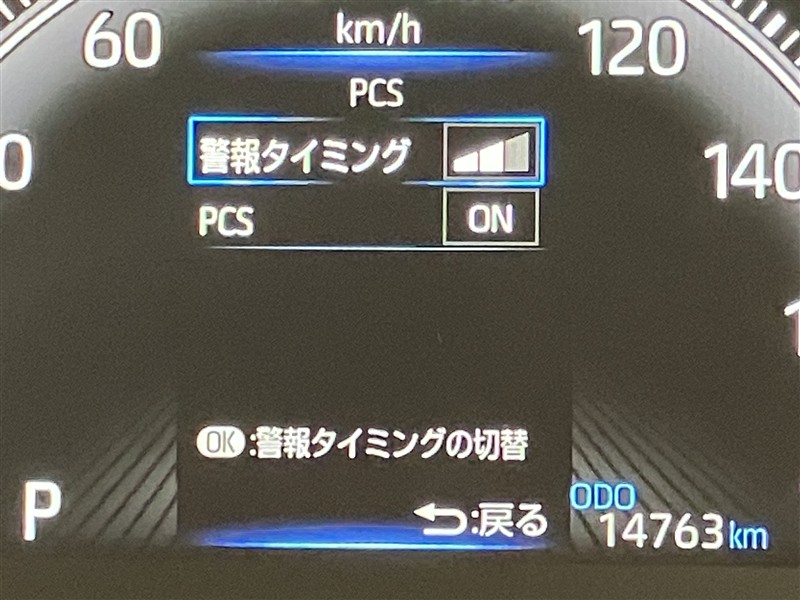 km/h
60
120
PCS
警報タイミング
140
PCS ON
OK:警報タイミングの切替
P
ODO
:戻る
14763km